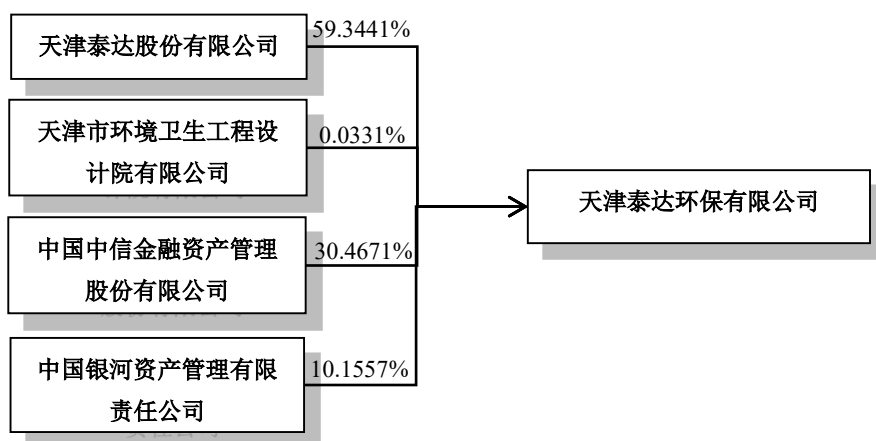 天津泰达股份有限公司
59.3441%
天津市环境卫生工程设
计院有限公司
0.0331%
天津泰达环保有限公司
中国中信金融资产管理
股份有限公司
30.4671%
中国银河资产管理有限
责任公司
10.1557%